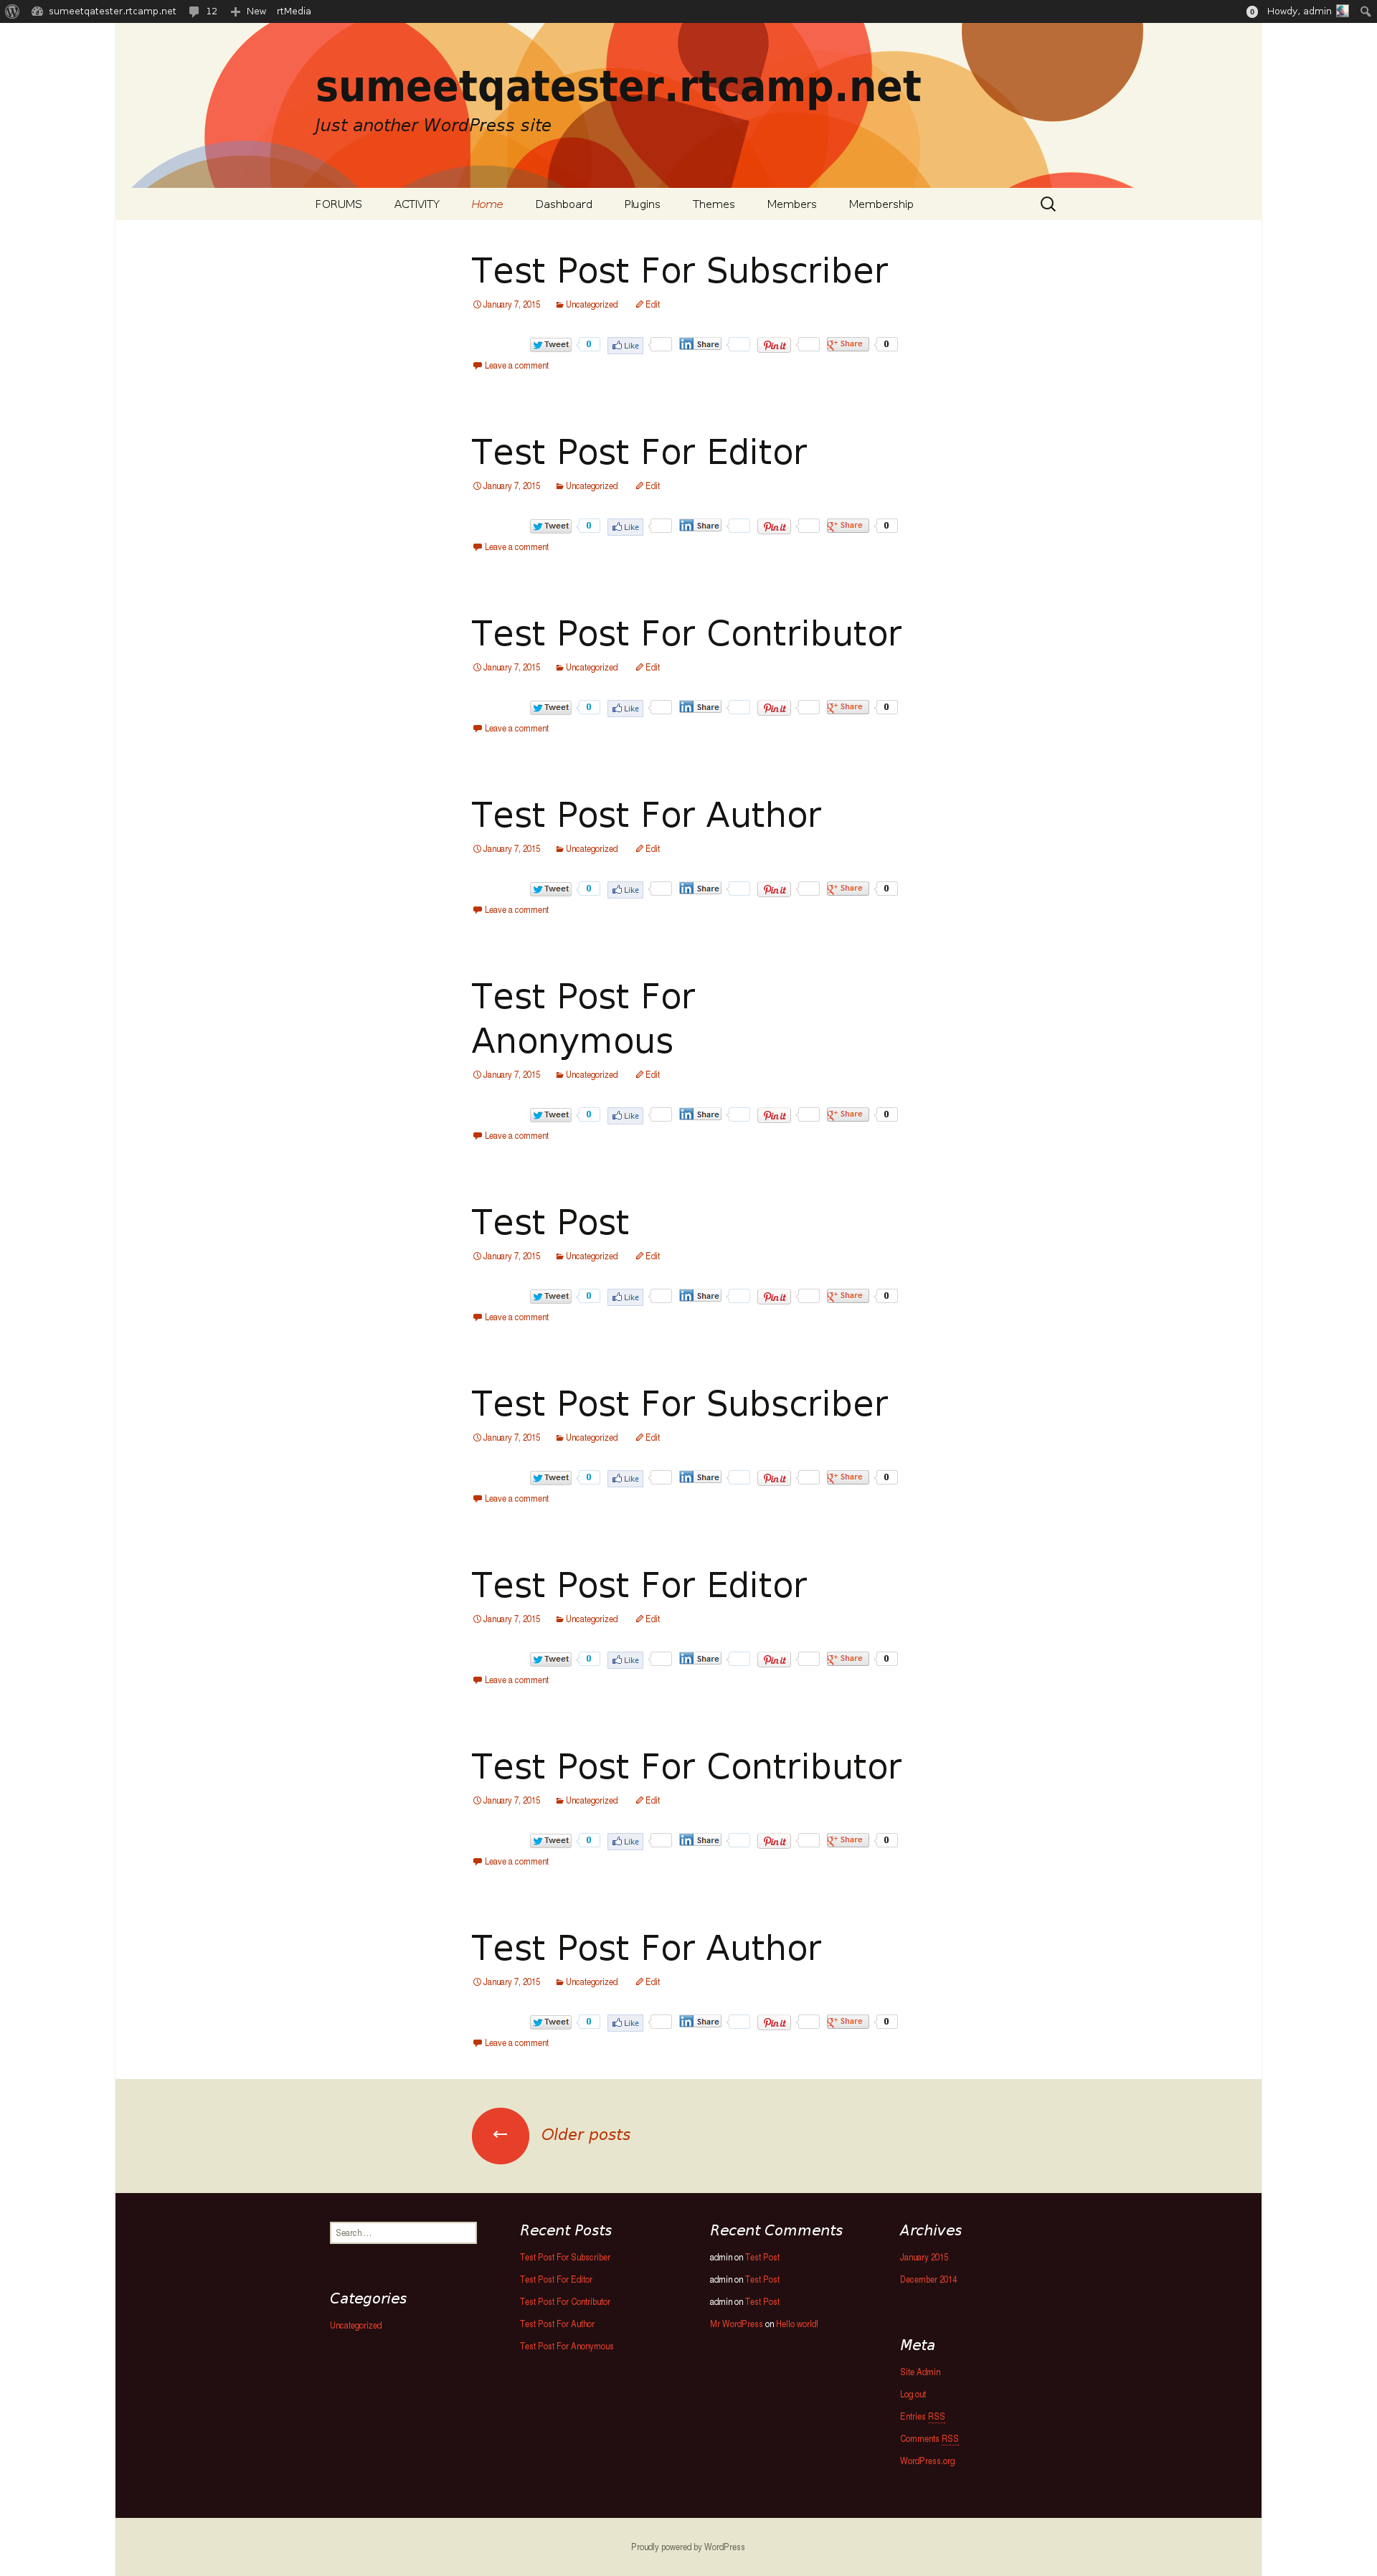 sumeetqatester.rtcamp.net 12 New rtMedia 0 Howdy, admin
sumeetqatester.rtcamp.net
Just another WordPress site
FORUMS ACTIVITY Home Dashboard Plugins Themes Members Membership
Test Post For Subscriber
January 7, 2015 Uncategorized Edit
Tweet 0 Like Share Pin it Share 0
Leave a comment
Test Post For Editor
January 7, 2015 Uncategorized Edit
Tweet 0 Like Share Pin it Share 0
Leave a comment
Test Post For Contributor
January 7, 2015 Uncategorized Edit
Tweet 0 Like Share Pin it Share 0
Leave a comment
Test Post For Author
January 7, 2015 Uncategorized Edit
Tweet 0 Like Share Pin it Share 0
Leave a comment
Test Post For
Anonymous
January 7, 2015 Uncategorized Edit
Tweet 0 Like Share Pin it Share 0
Leave a comment
Test Post
January 7, 2015 Uncategorized Edit
Tweet 0 Like Share Pin it Share 0
Leave a comment
Test Post For Subscriber
January 7, 2015 Uncategorized Edit
Tweet 0 Like Share Pin it Share 0
Leave a comment
Test Post For Editor
January 7, 2015 Uncategorized Edit
Tweet 0 Like Share Pin it Share 0
Leave a comment
Test Post For Contributor
January 7, 2015 Uncategorized Edit
Tweet 0 Like Share Pin it Share 0
Leave a comment
Test Post For Author
January 7, 2015 Uncategorized Edit
Tweet 0 Like Share Pin it Share 0
Leave a comment
← Older posts
Search …
Categories
Uncategorized
Recent Posts
Test Post For Subscriber
Test Post For Editor
Test Post For Contributor
Test Post For Author
Test Post For Anonymous
Recent Comments
admin on Test Post
admin on Test Post
admin on Test Post
Mr WordPress on Hello world!
Archives
January 2015
December 2014
Meta
Site Admin
Log out
Entries RSS
Comments RSS
WordPress.org
Proudly powered by WordPress